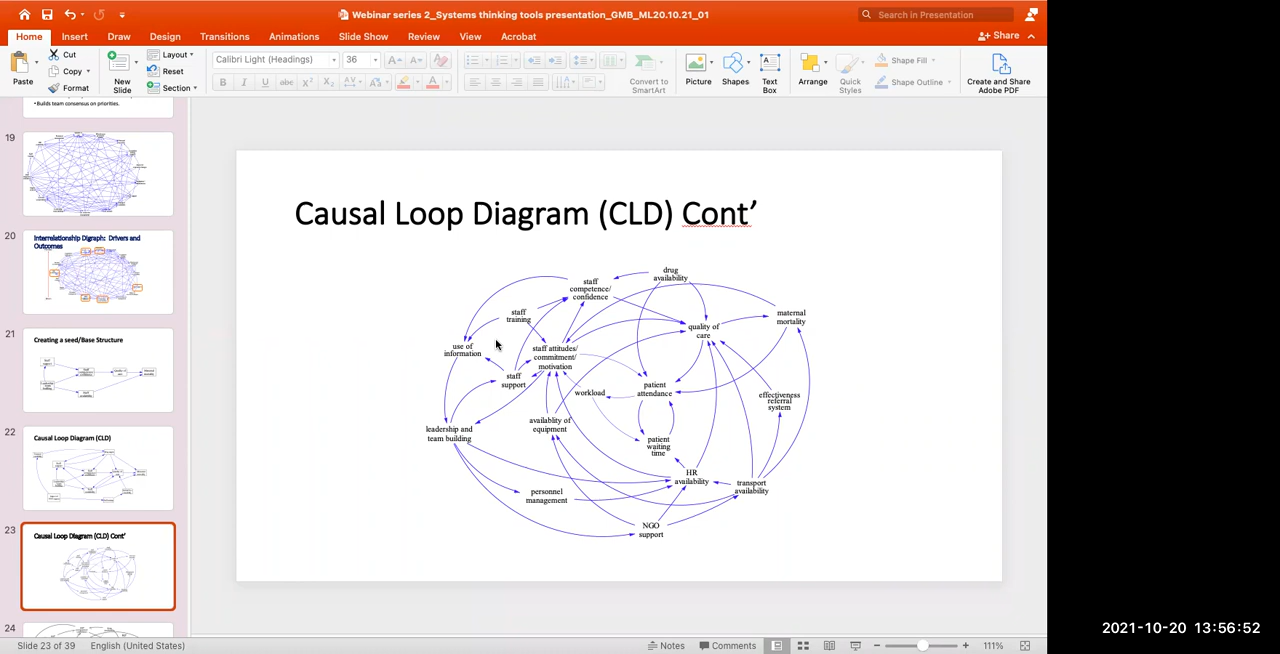 Webinar series 2_Systems thinking tools presentation_GMB_ML20.10.21_01
Search in Presentation
Home Insert Draw Design Transitions Animations Slide Show Review View Acrobat
Share
Paste
Cut
Copy
Format
New Slide
Layout
Reset
Section
Calibri Light (Headings) 36
Convert to SmartArt
Picture
Shapes
Text Box
Arrange
Quick Styles
Shape Fill
Shape Outline
Create and Share Adobe PDF
• Builds team consensus on priorities.
19
20
Interrelationship Digraph: Drivers and
Outcomes
21
Creating a seed/Base Structure
22
Causal Loop Diagram (CLD)
23
Causal Loop Diagram (CLD) Cont’
24
Causal Loop Diagram (CLD) Cont’
drug
availability
staff
competence/
confidence
staff
training
maternal
mortality
quality of
care
use of
information
staff attitudes/
commitment/
motivation
staff
support
workload
patient
attendance
effectiveness
referral
system
availablity of
equipment
leadership and
team building
patient
waiting
time
HR
availability
transport
availability
personnel
management
NGO
support
Slide 23 of 39
English (United States)
Notes
Comments
111%
2021-10-20 13:56:52